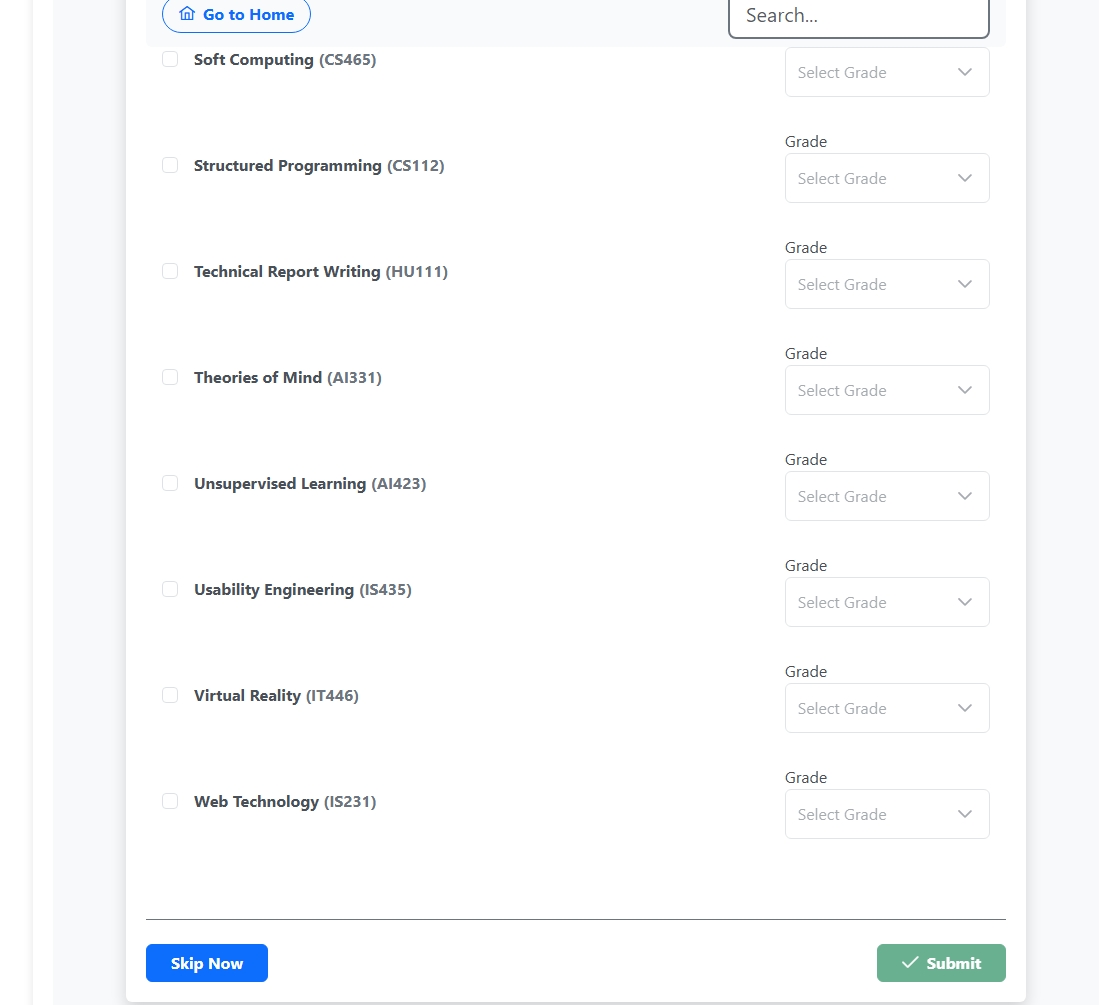 Go to Home
Search...
Soft Computing (CS465)
Select Grade
Grade
Structured Programming (CS112)
Select Grade
Grade
Technical Report Writing (HU111)
Select Grade
Grade
Theories of Mind (AI331)
Select Grade
Grade
Unsupervised Learning (AI423)
Select Grade
Grade
Usability Engineering (IS435)
Select Grade
Grade
Virtual Reality (IT446)
Select Grade
Grade
Web Technology (IS231)
Select Grade
Skip Now
Submit